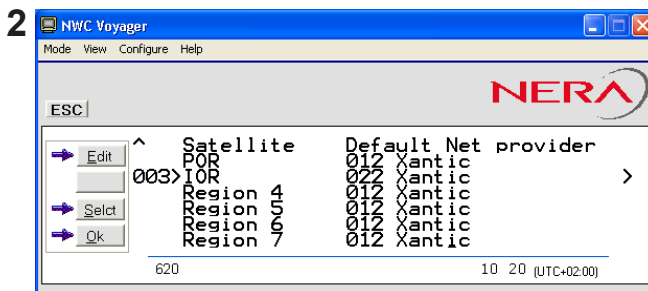 2
NWC Voyager
Mode View Configure Help
NERA
ESC
^ Satellite Default Net provider
Edit POR 012 Xantic
003>IOR 022 Xantic >
Region 4 012 Xantic
Selct Region 5 012 Xantic
Region 6 012 Xantic
Ok Region 7 012 Xantic
620 10 20 (UTC+02:00)